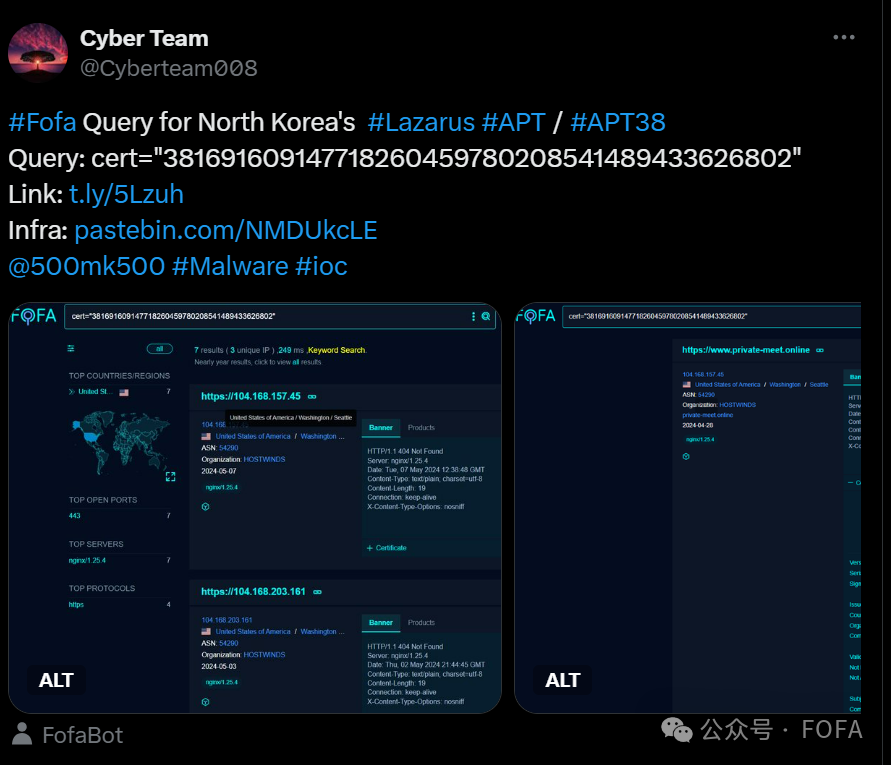 Cyber Team
@Cyberteam008
#Fofa Query for North Korea's #Lazarus #APT / #APT38
Query: cert="381691609147718260459780208541489433626802"
Link: t.ly/5Lzuh
Infra: pastebin.com/NMDUkcLE
@500mk500 #Malware #ioc
FOFA
cert="381691609147718260459780208541489433626802"
all
7 results ( 3 unique IP ) ,249 ms ,Keyword Search.
Nearly year results, click to view all results.
TOP COUNTRIES/REGIONS
United St... 7
TOP OPEN PORTS
443 7
TOP SERVERS
nginx/1.25.4 7
TOP PROTOCOLS
https 4
https://104.168.157.45
United States of America / Washington / Seattle
104.168.157.45
United States of America / Washington ...
ASN: 54290
Organization: HOSTWINDS
2024-05-07
nginx/1.25.4
Banner Products
HTTP/1.1 404 Not Found
Server: nginx/1.25.4
Date: Tue, 07 May 2024 12:38:48 GMT
Content-Type: text/plain; charset=utf-8
Content-Length: 19
Connection: keep-alive
X-Content-Type-Options: nosniff
+ Certificate
https://104.168.203.161
104.168.203.161
United States of America / Washington ...
ASN: 54290
Organization: HOSTWINDS
2024-05-03
nginx/1.25.4
Banner Products
HTTP/1.1 404 Not Found
Server: nginx/1.25.4
Date: Thu, 02 May 2024 21:44:45 GMT
Content-Type: text/plain; charset=utf-8
Content-Length: 19
Connection: keep-alive
X-Content-Type-Options: nosniff
ALT
FOFA
cert="381691609147718260459780208541489433626802"
https://www.private-meet.online
104.168.157.45
United States of America / Washington / Seattle
ASN: 54290
Organization: HOSTWINDS
private-meet.online
2024-04-28
nginx/1.25.4
ALT
FofaBot
公众号 · FOFA